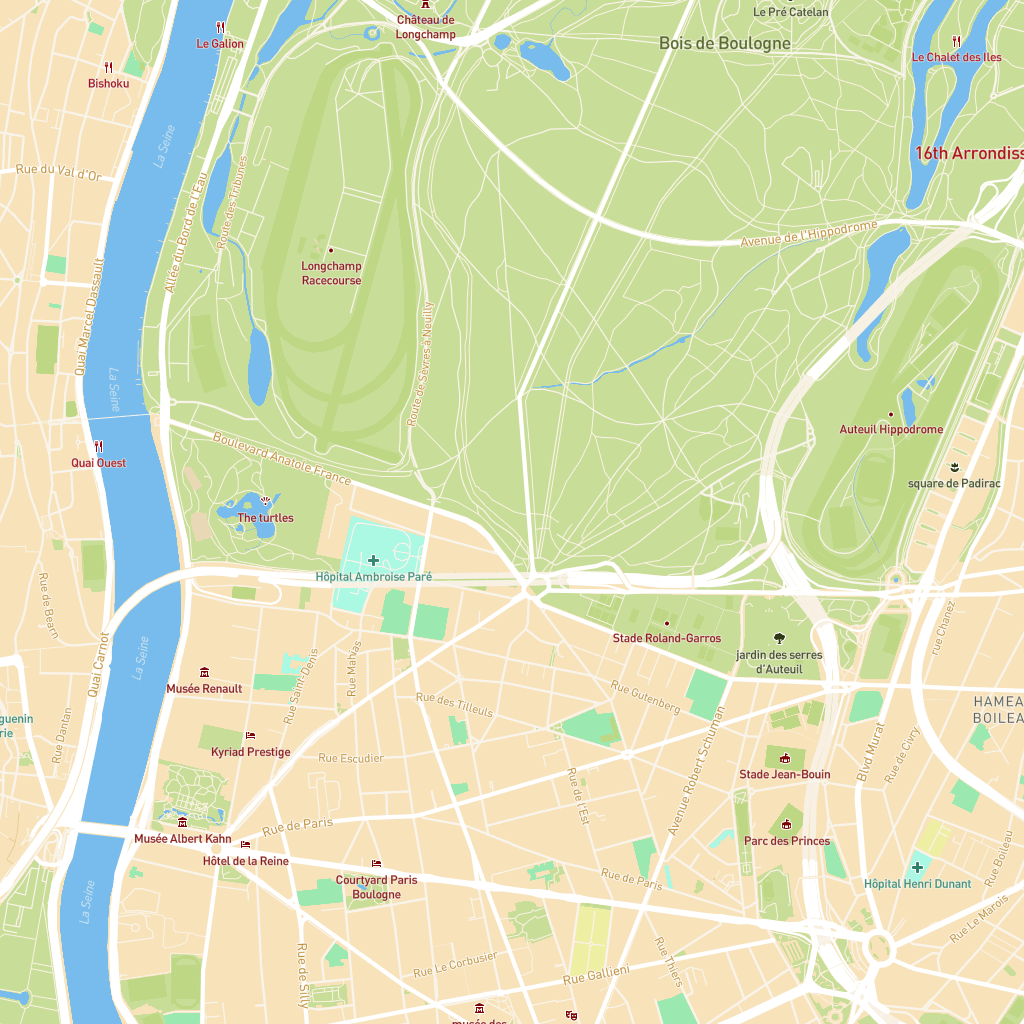 Château de
Longchamp
Le Pré Catelan
Le Galion
Bois de Boulogne
Le Chalet des Iles
Bishoku
La Seine
16th Arrondiss
Rue du Val d'Or
Allée du Bord de l'Eau
Route des Tribunes
Avenue de l'Hippodrome
Longchamp
Racecourse
Quai Marcel Dassault
Route de Sèvres à Neuilly
La Seine
Auteuil Hippodrome
Boulevard Anatole France
Quai Ouest
square de Padirac
The turtles
Hôpital Ambroise Paré
Rue de Bearn
rue Chanez
Stade Roland-Garros
La Seine
jardin des serres
d'Auteuil
Quai Carnot
Rue Mahias
Rue Saint-Denis
Musée Renault
Rue des Tilleuls
Rue Gutenberg
HAMEA
BOILEA
guenin
rie
Rue Dantan
Kyriad Prestige
Rue Escudier
Avenue Robert Schuman
Blvd Murat
Rue de Civry
Stade Jean-Bouin
Rue de l'Est
Rue de Paris
Musée Albert Kahn
Parc des Princes
Hôtel de la Reine
Rue Boileau
Courtyard Paris
Boulogne
Rue de Paris
Hôpital Henri Dunant
La Seine
Rue Le Marois
Rue de Silly
Rue Le Corbusier
Rue Gallieni
Rue Thiers
musée des